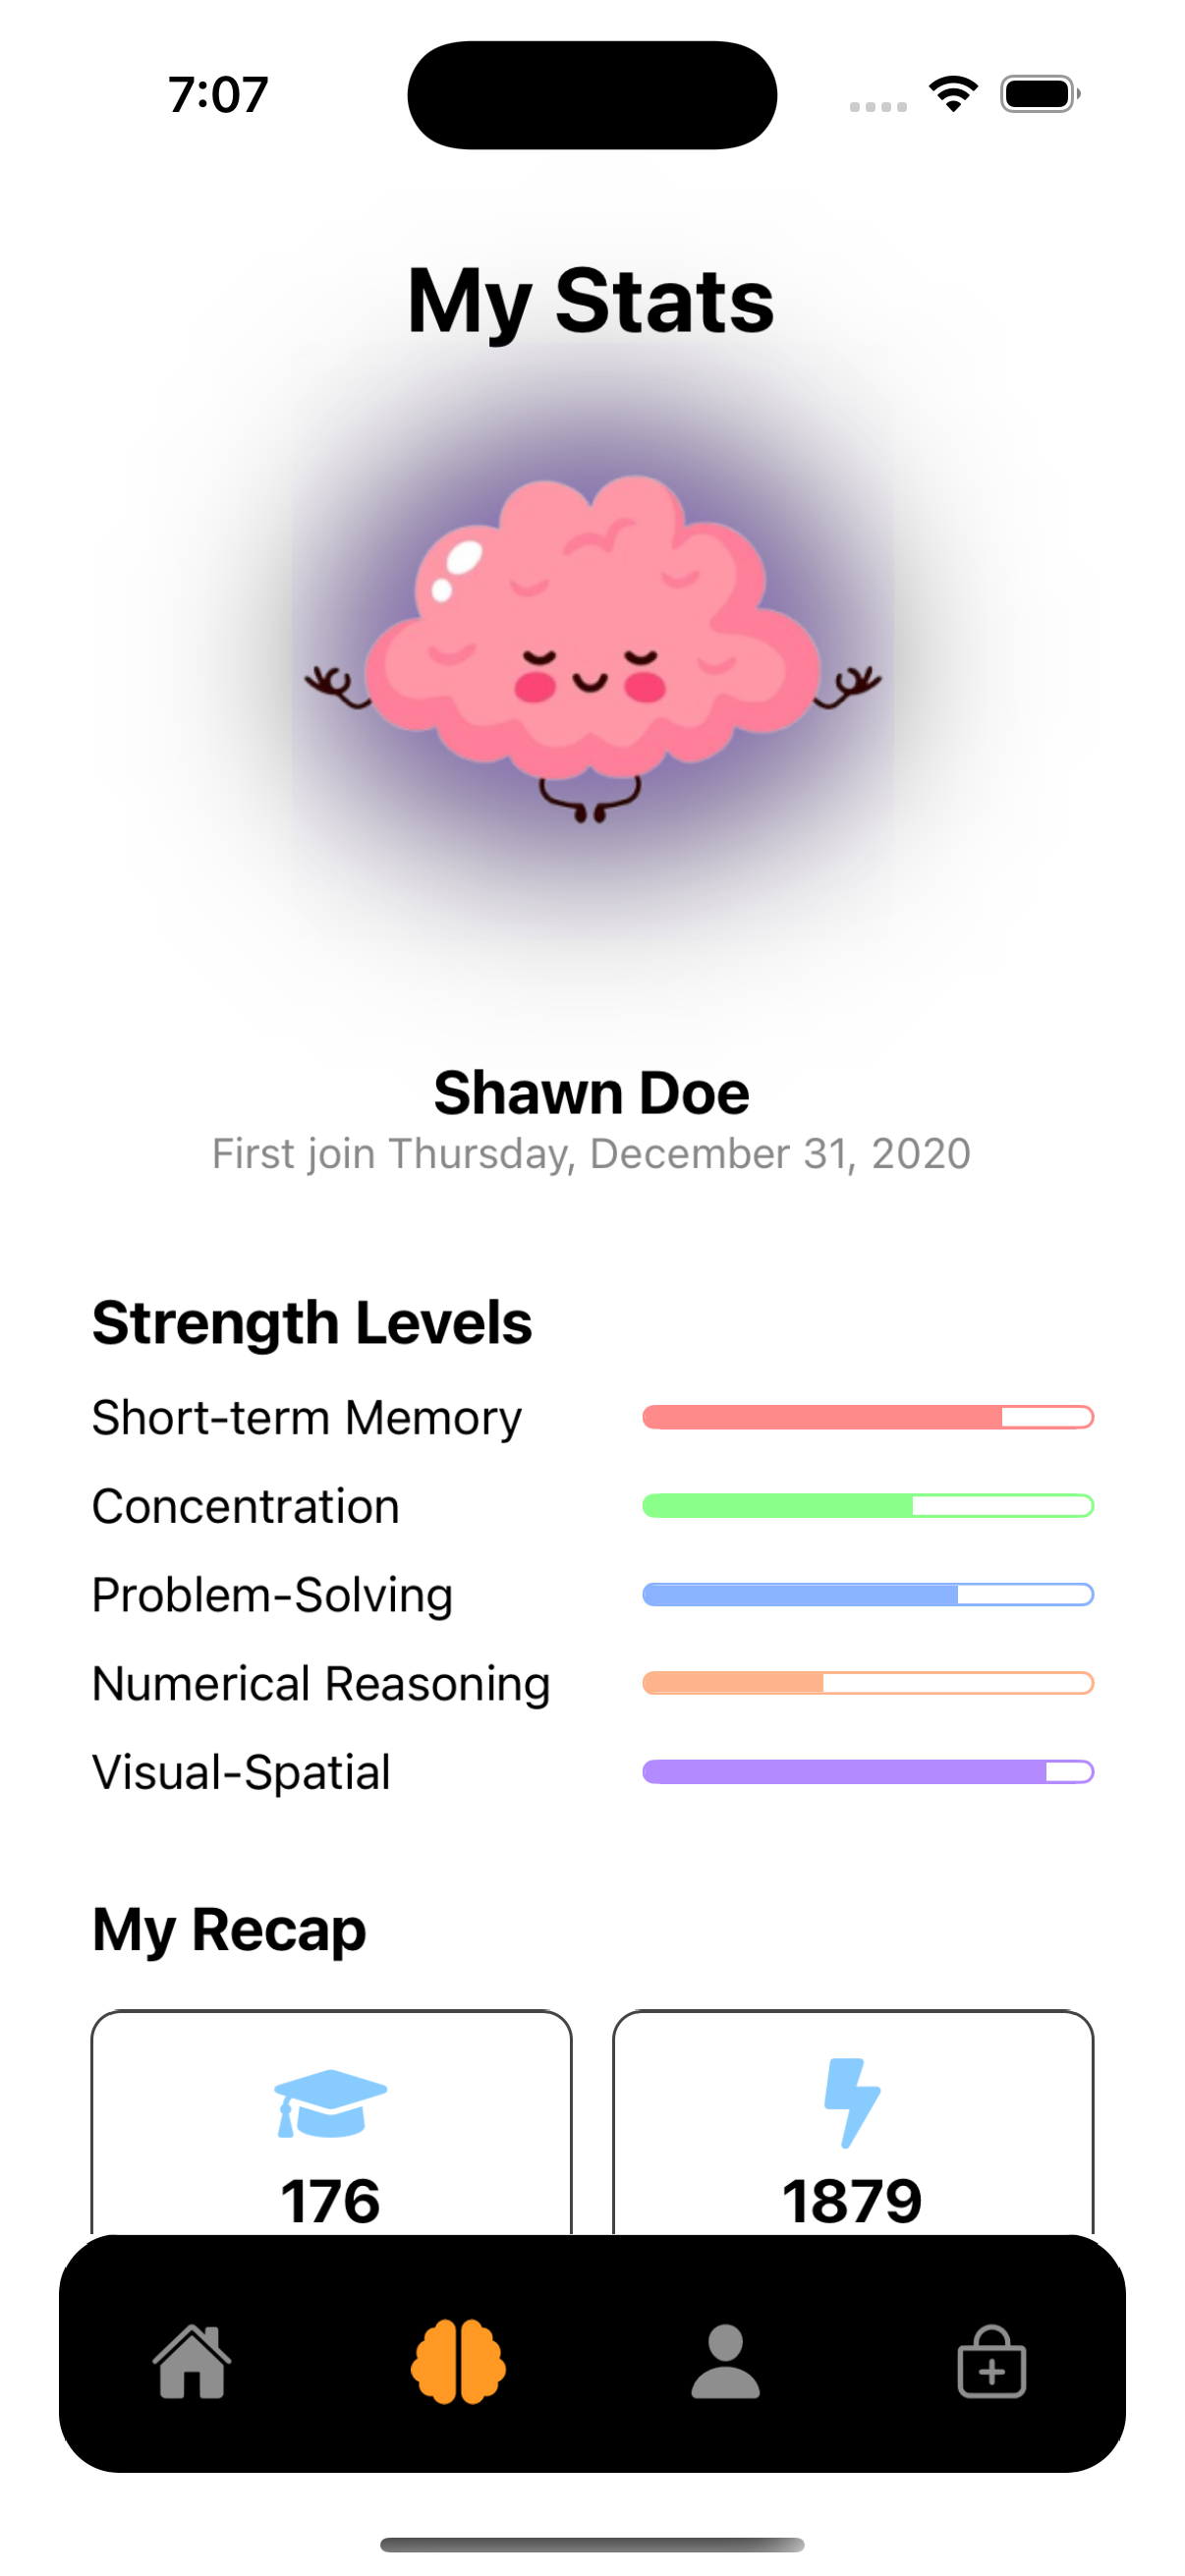 7:07
My Stats
Shawn Doe
First join Thursday, December 31, 2020
Strength Levels
Short-term Memory
Concentration
Problem-Solving
Numerical Reasoning
Visual-Spatial
My Recap
176
1879